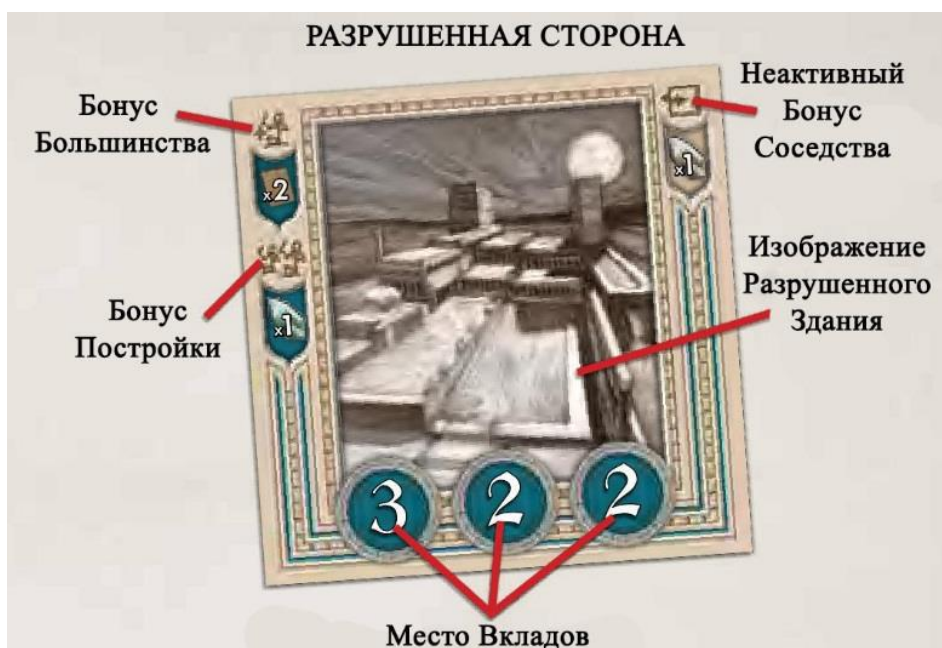 РАЗРУШЕННАЯ СТОРОНА
Бонус
Большинства
Неактивный
Бонус
Соседства
x2
x1
Изображение
Разрушенного
Здания
Бонус
Постройки
x1
3 2 2
Место Вкладов